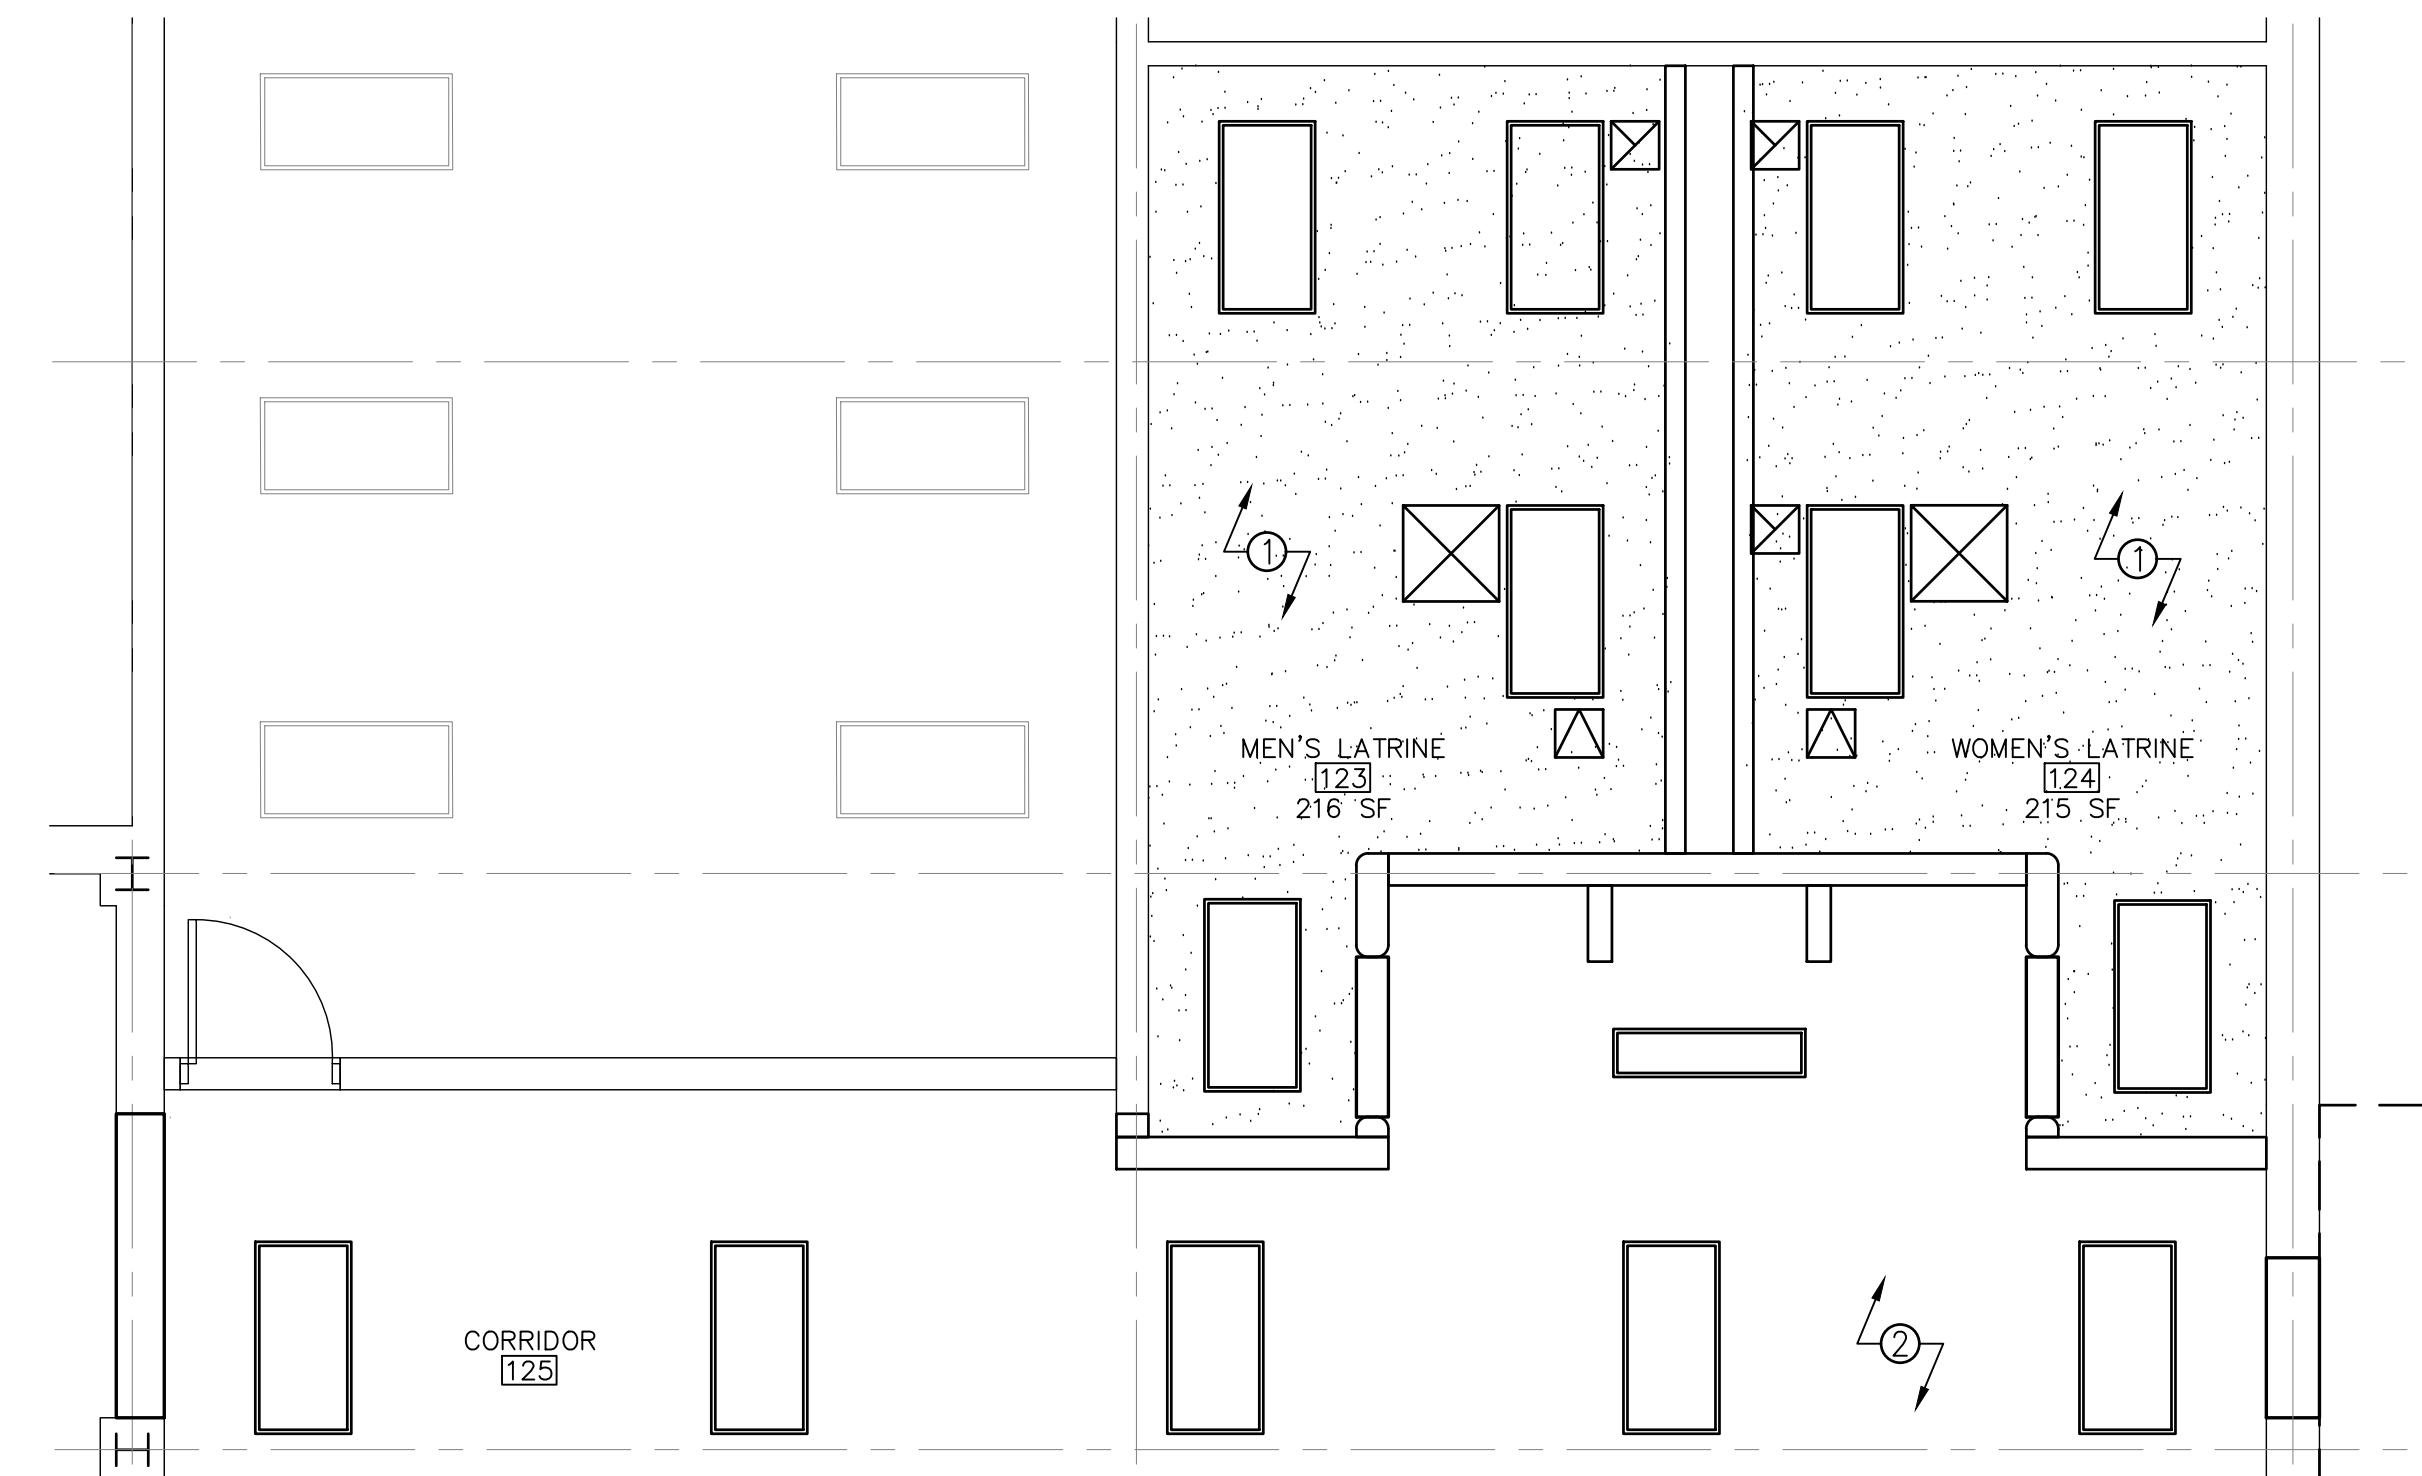 1
1
MEN'S LATRINE
123
216 SF
WOMEN'S LATRINE
124
215 SF
CORRIDOR
125
2